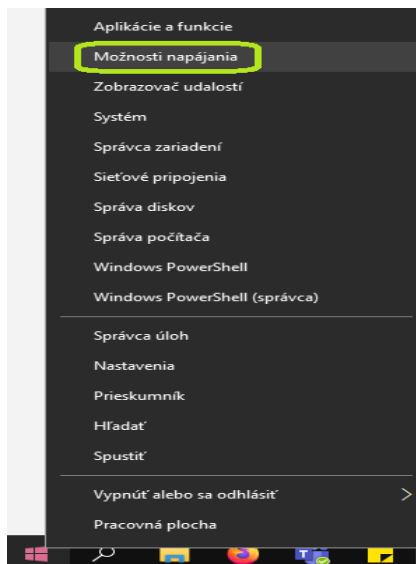 Aplikácie a funkcie
Možnosti napájania
Zobrazovač udalostí
Systém
Správca zariadení
Sieťové pripojenia
Správa diskov
Správa počítača
Windows PowerShell
Windows PowerShell (správca)
Správca úloh
Nastavenia
Prieskumník
Hľadať
Spustiť
Vypnúť alebo sa odhlásiť
Pracovná plocha